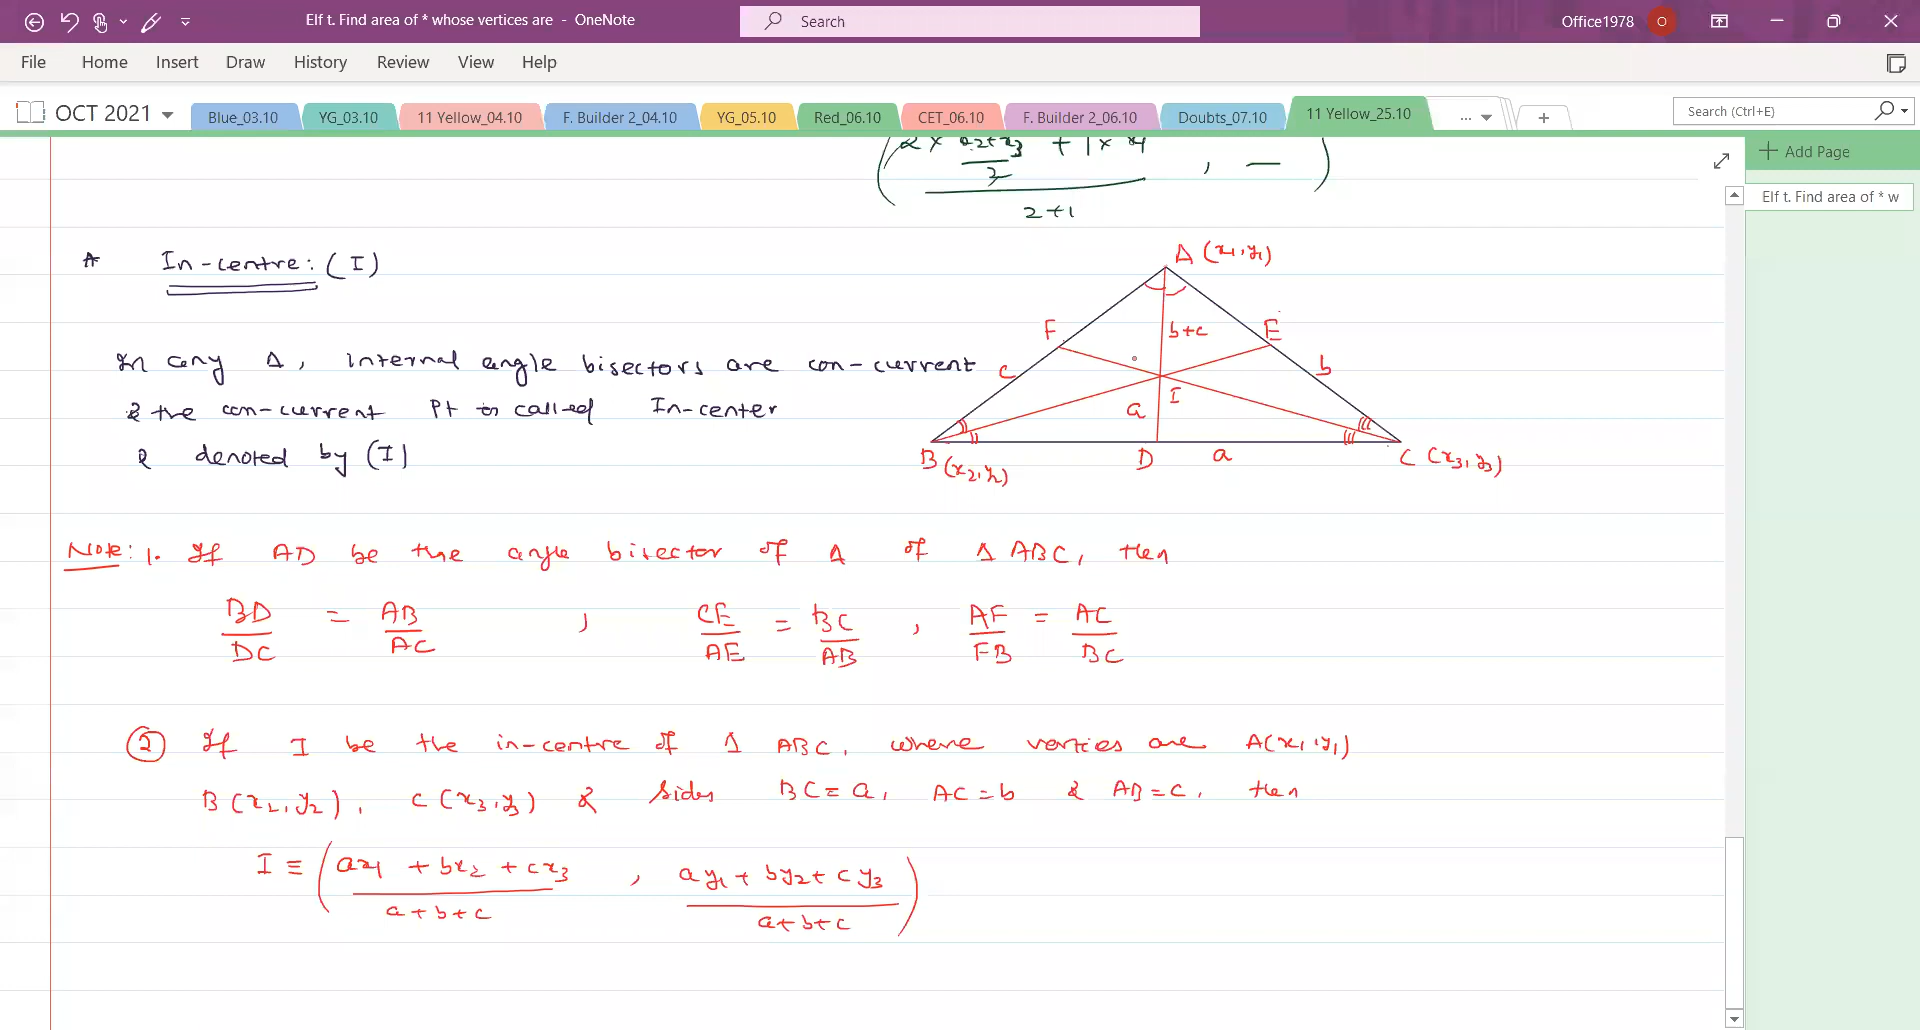 Elf t. Find area of * whose vertices are - OneNote
Search
Office1978
O
File Home Insert Draw History Review View Help
OCT 2021
Blue_03.10
YG_03.10
11 Yellow_04.10
F. Builder 2_04.10
YG_05.10
Red_06.10
CET_06.10
F. Builder 2_06.10
Doubts_07.10
11 Yellow_25.10
...
+
Search (Ctrl+E)
+ Add Page
Elf t. Find area of * w
2+1
In-centre: (I)
In any Δ, internal angle bisectors are con-current
& the con-current Pt is called In-center
& denoted by (I)
A (x1, y1)
F
E
b+c
c
b
I
a
B (x2, y2)
D
a
C (x3, y3)
Note: 1. If AD be the angle bisector of A of Δ ABC, then
BD/DC = AB/AC , CE/AE = BC/AB , AF/FB = AC/BC
② If I be the in-centre of Δ ABC, where verties are A(x1, y1)
B(x2, y2), C(x3, y3) & sides BC = a, AC = b & AB = c, then
I ≡ ( ax1 + bx2 + cx3 / a+b+c , ay1 + by2 + cy3 / a+b+c )